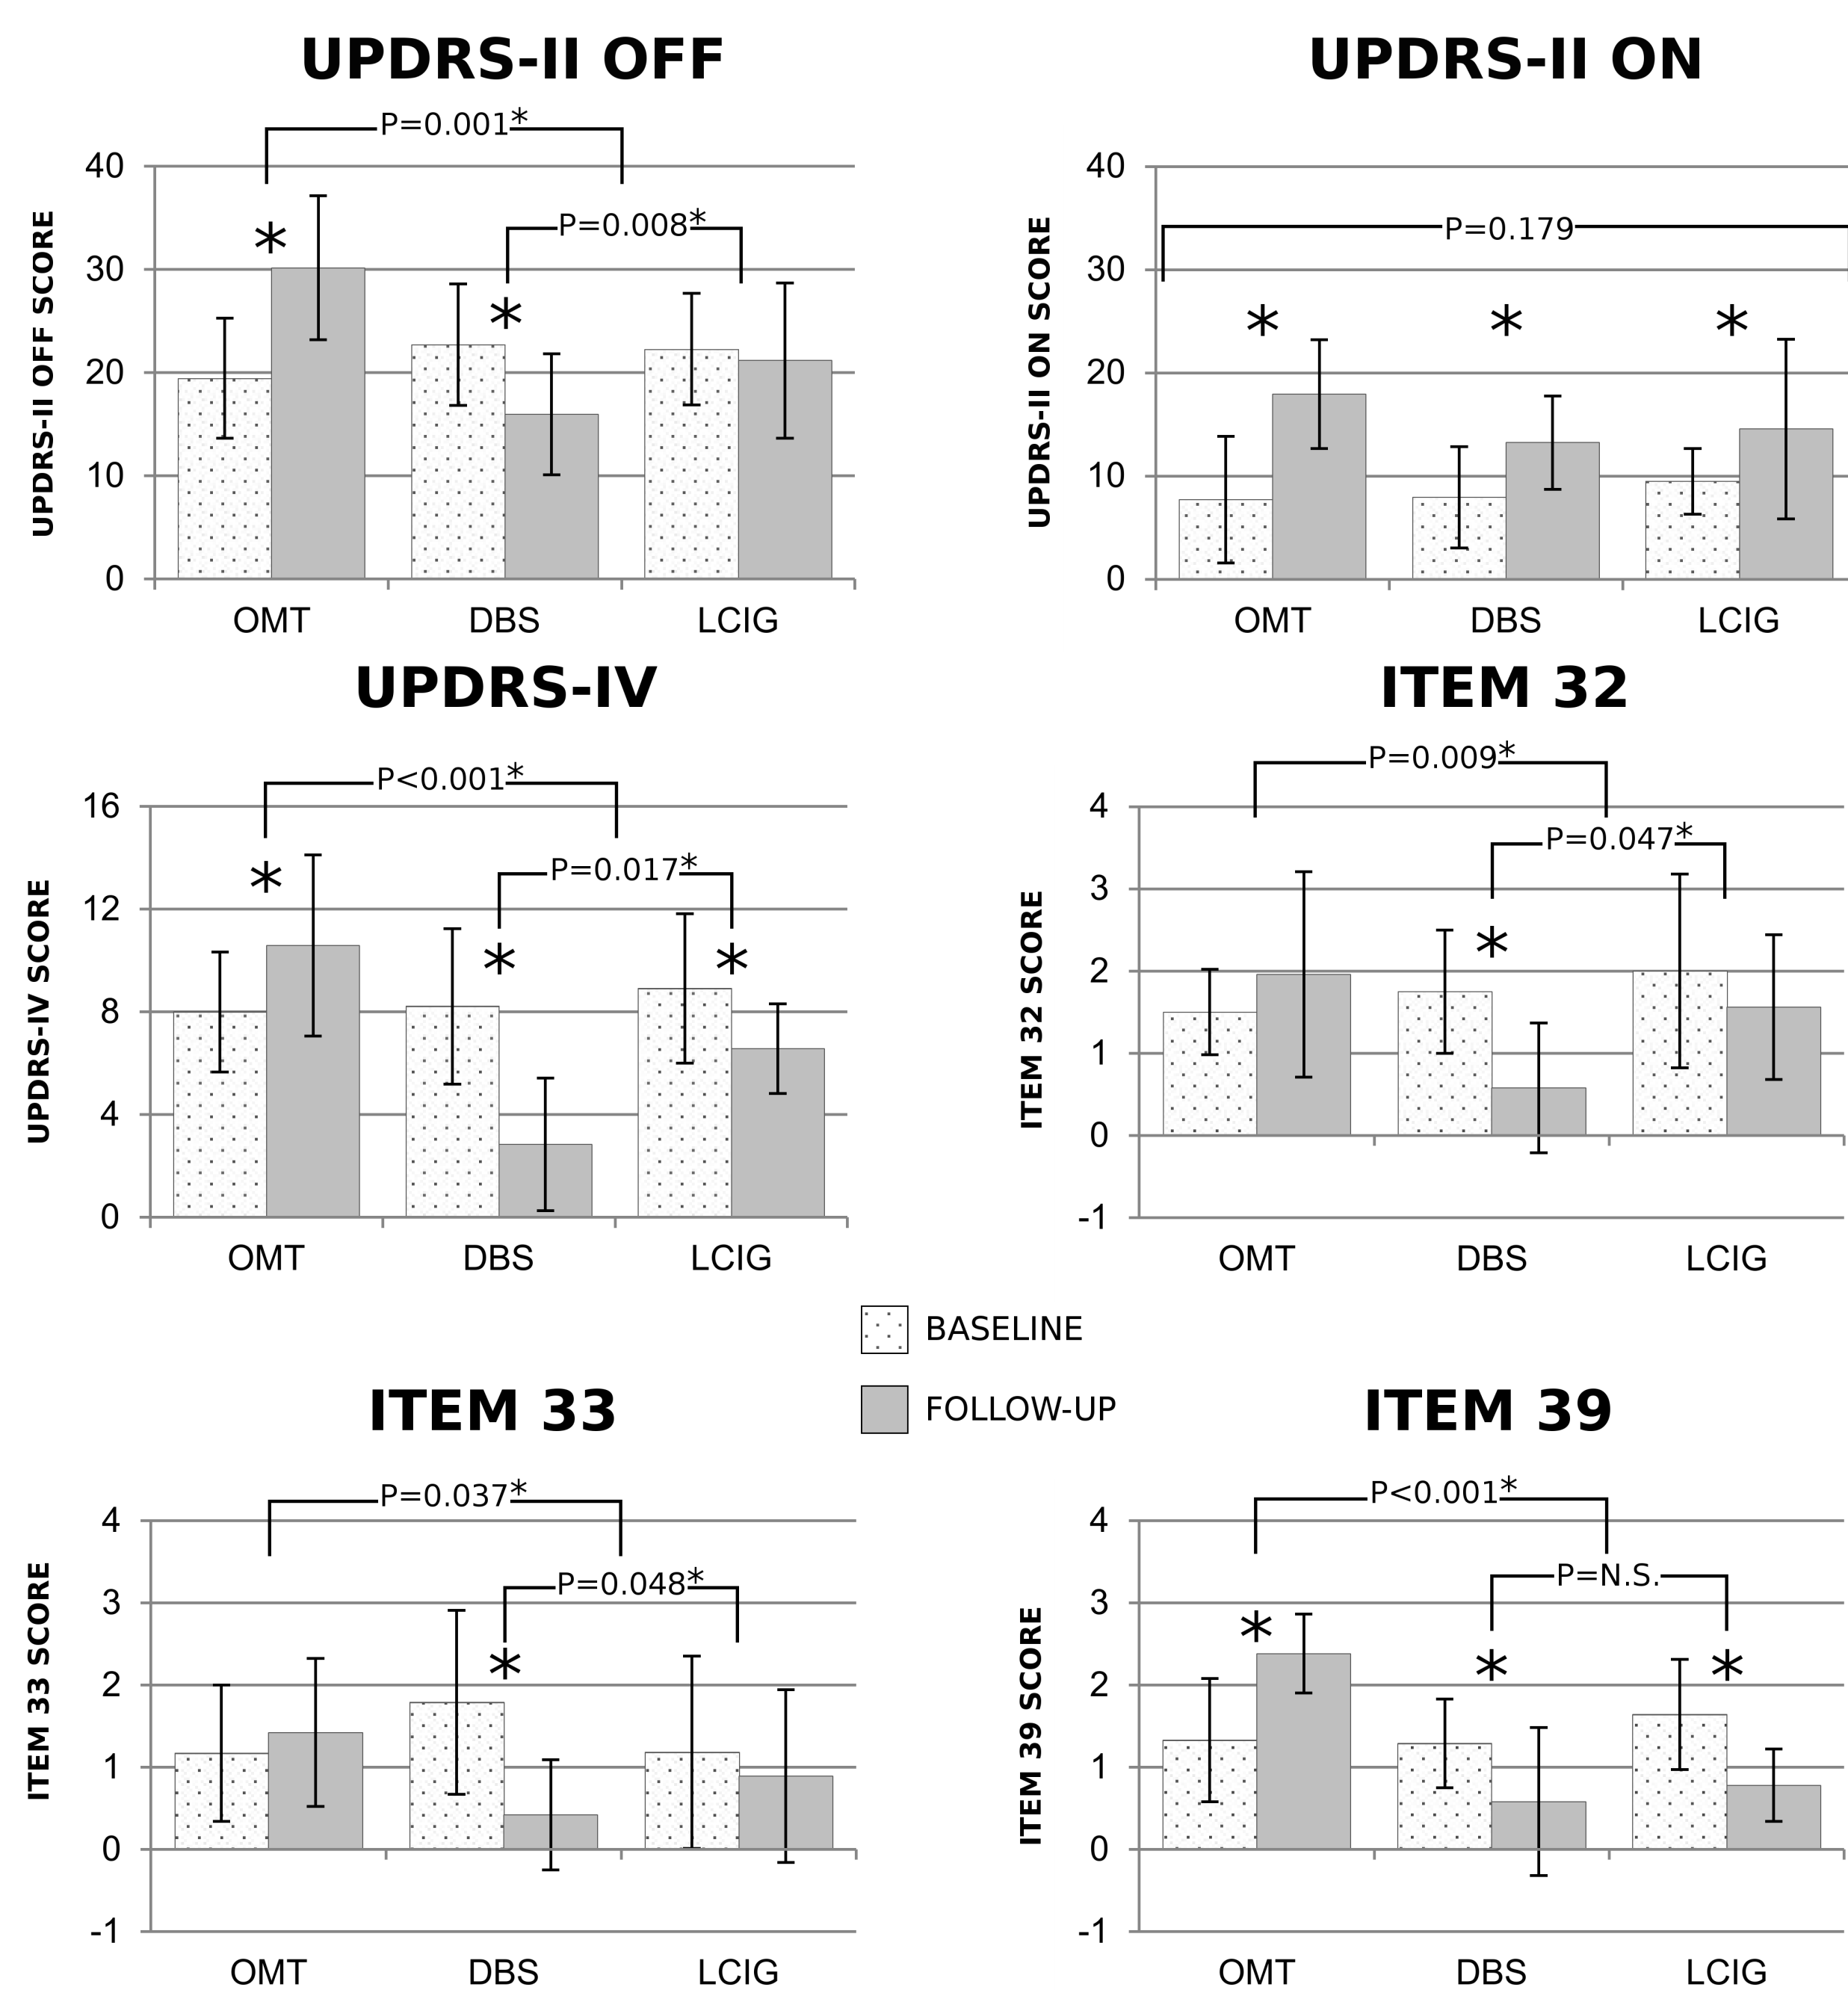 UPDRS-II OFF
P=0.001*
P=0.008*
*
*
UPDRS-II OFF SCORE
40
30
20
10
0
OMT DBS LCIG
UPDRS-II ON
P=0.179
* * *
UPDRS-II ON SCORE
40
30
20
10
0
OMT DBS LCIG
UPDRS-IV
P<0.001*
P=0.017*
*
* *
UPDRS-IV SCORE
16
12
8
4
0
OMT DBS LCIG
ITEM 32
P=0.009*
P=0.047*
*
ITEM 32 SCORE
4
3
2
1
0
-1
OMT DBS LCIG
BASELINE
FOLLOW-UP
ITEM 33
P=0.037*
P=0.048*
*
ITEM 33 SCORE
4
3
2
1
0
-1
OMT DBS LCIG
ITEM 39
P<0.001*
P=N.S.
*
* *
ITEM 39 SCORE
4
3
2
1
0
-1
OMT DBS LCIG